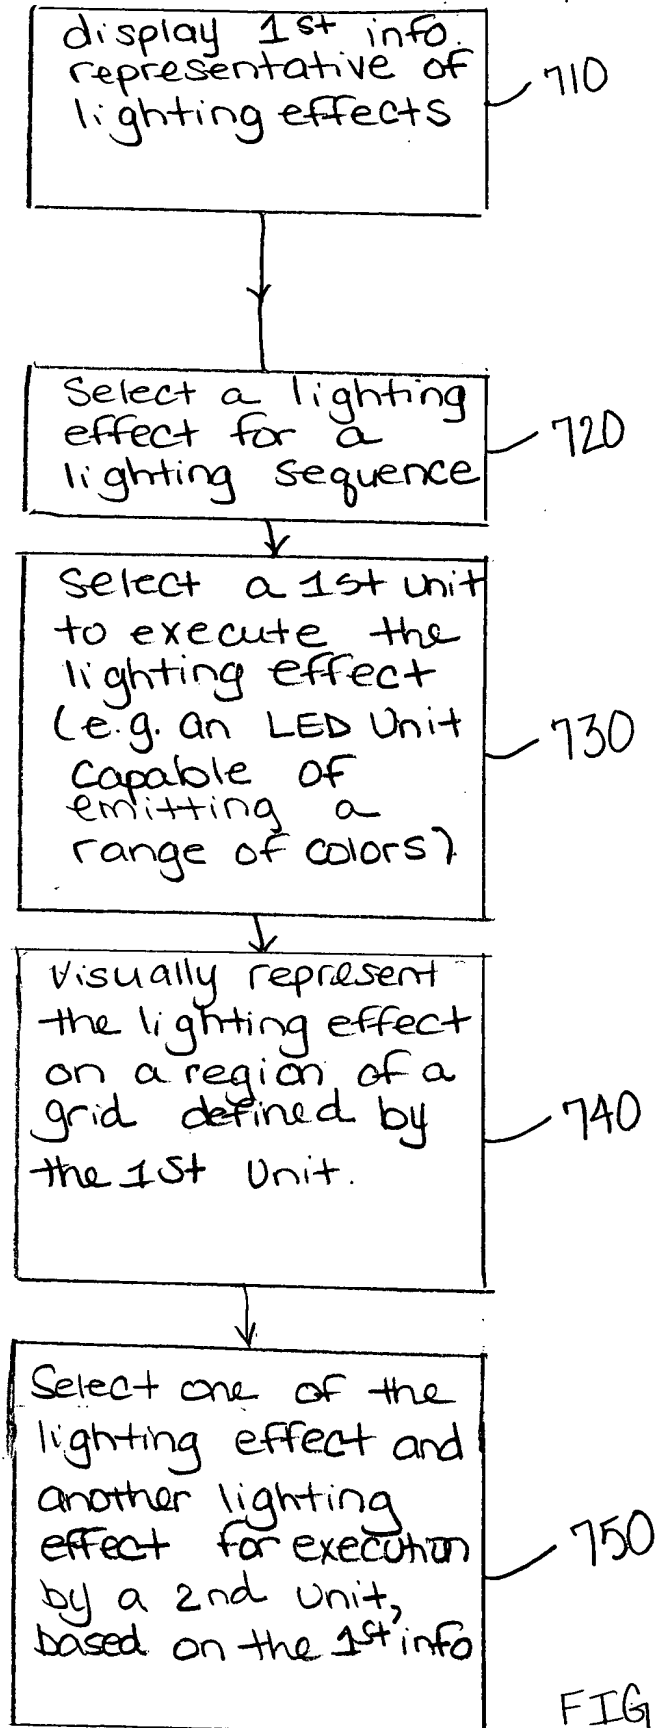 display 1st info.
representative of
lighting effects
710
Select a lighting
effect for a
lighting sequence
720
Select a 1st unit
to execute the
lighting effect
(e.g. an LED Unit
capable of
emitting a
range of colors)
730
Visually represent
the lighting effect
on a region of a
grid defined by
the 1st Unit.
740
Select one of the
lighting effect and
another lighting
effect for execution
by a 2nd Unit,
based on the 1st info
750
FIG